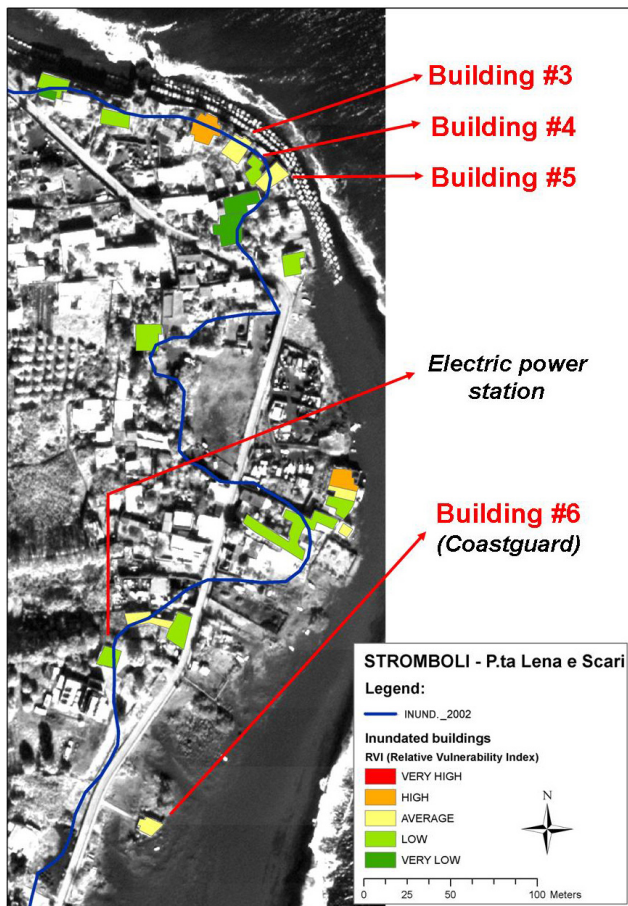 Building #3
Building #4
Building #5
Electric power
station
Building #6
(Coastguard)
STROMBOLI - P.ta Lena e Scari
Legend:
INUND._2002
Inundated buildings
RVI (Relative Vulnerability Index)
VERY HIGH
HIGH
AVERAGE
LOW
VERY LOW
N
0 25 50 100 Meters